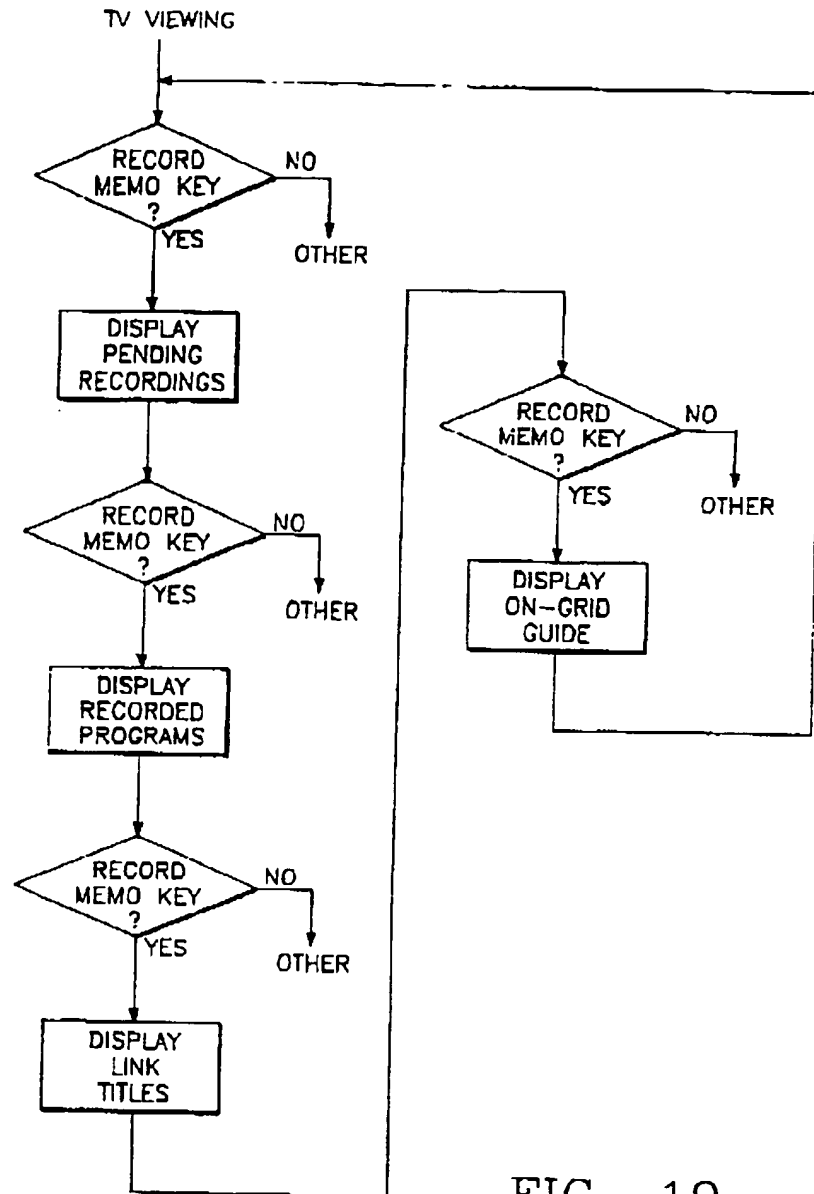 TV VIEWING
RECORD
MEMO KEY
?
NO
YES
OTHER
DISPLAY
PENDING
RECORDINGS
RECORD
MEMO KEY
?
NO
YES
OTHER
DISPLAY
RECORDED
PROGRAMS
RECORD
MEMO KEY
?
NO
YES
OTHER
DISPLAY
LINK
TITLES
RECORD
MEMO KEY
?
NO
YES
OTHER
DISPLAY
ON-GRID
GUIDE